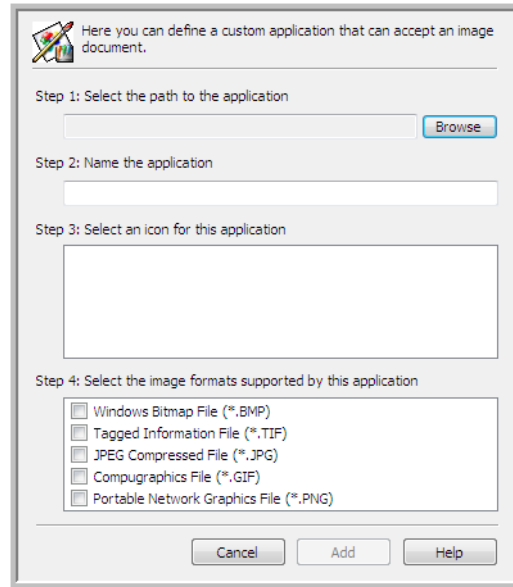 Here you can define a custom application that can accept an image
document.
Step 1: Select the path to the application
Browse
Step 2: Name the application
Step 3: Select an icon for this application
Step 4: Select the image formats supported by this application
Windows Bitmap File (*.BMP)
Tagged Information File (*.TIF)
JPEG Compressed File (*.JPG)
Compugraphics File (*.GIF)
Portable Network Graphics File (*.PNG)
Cancel Add Help